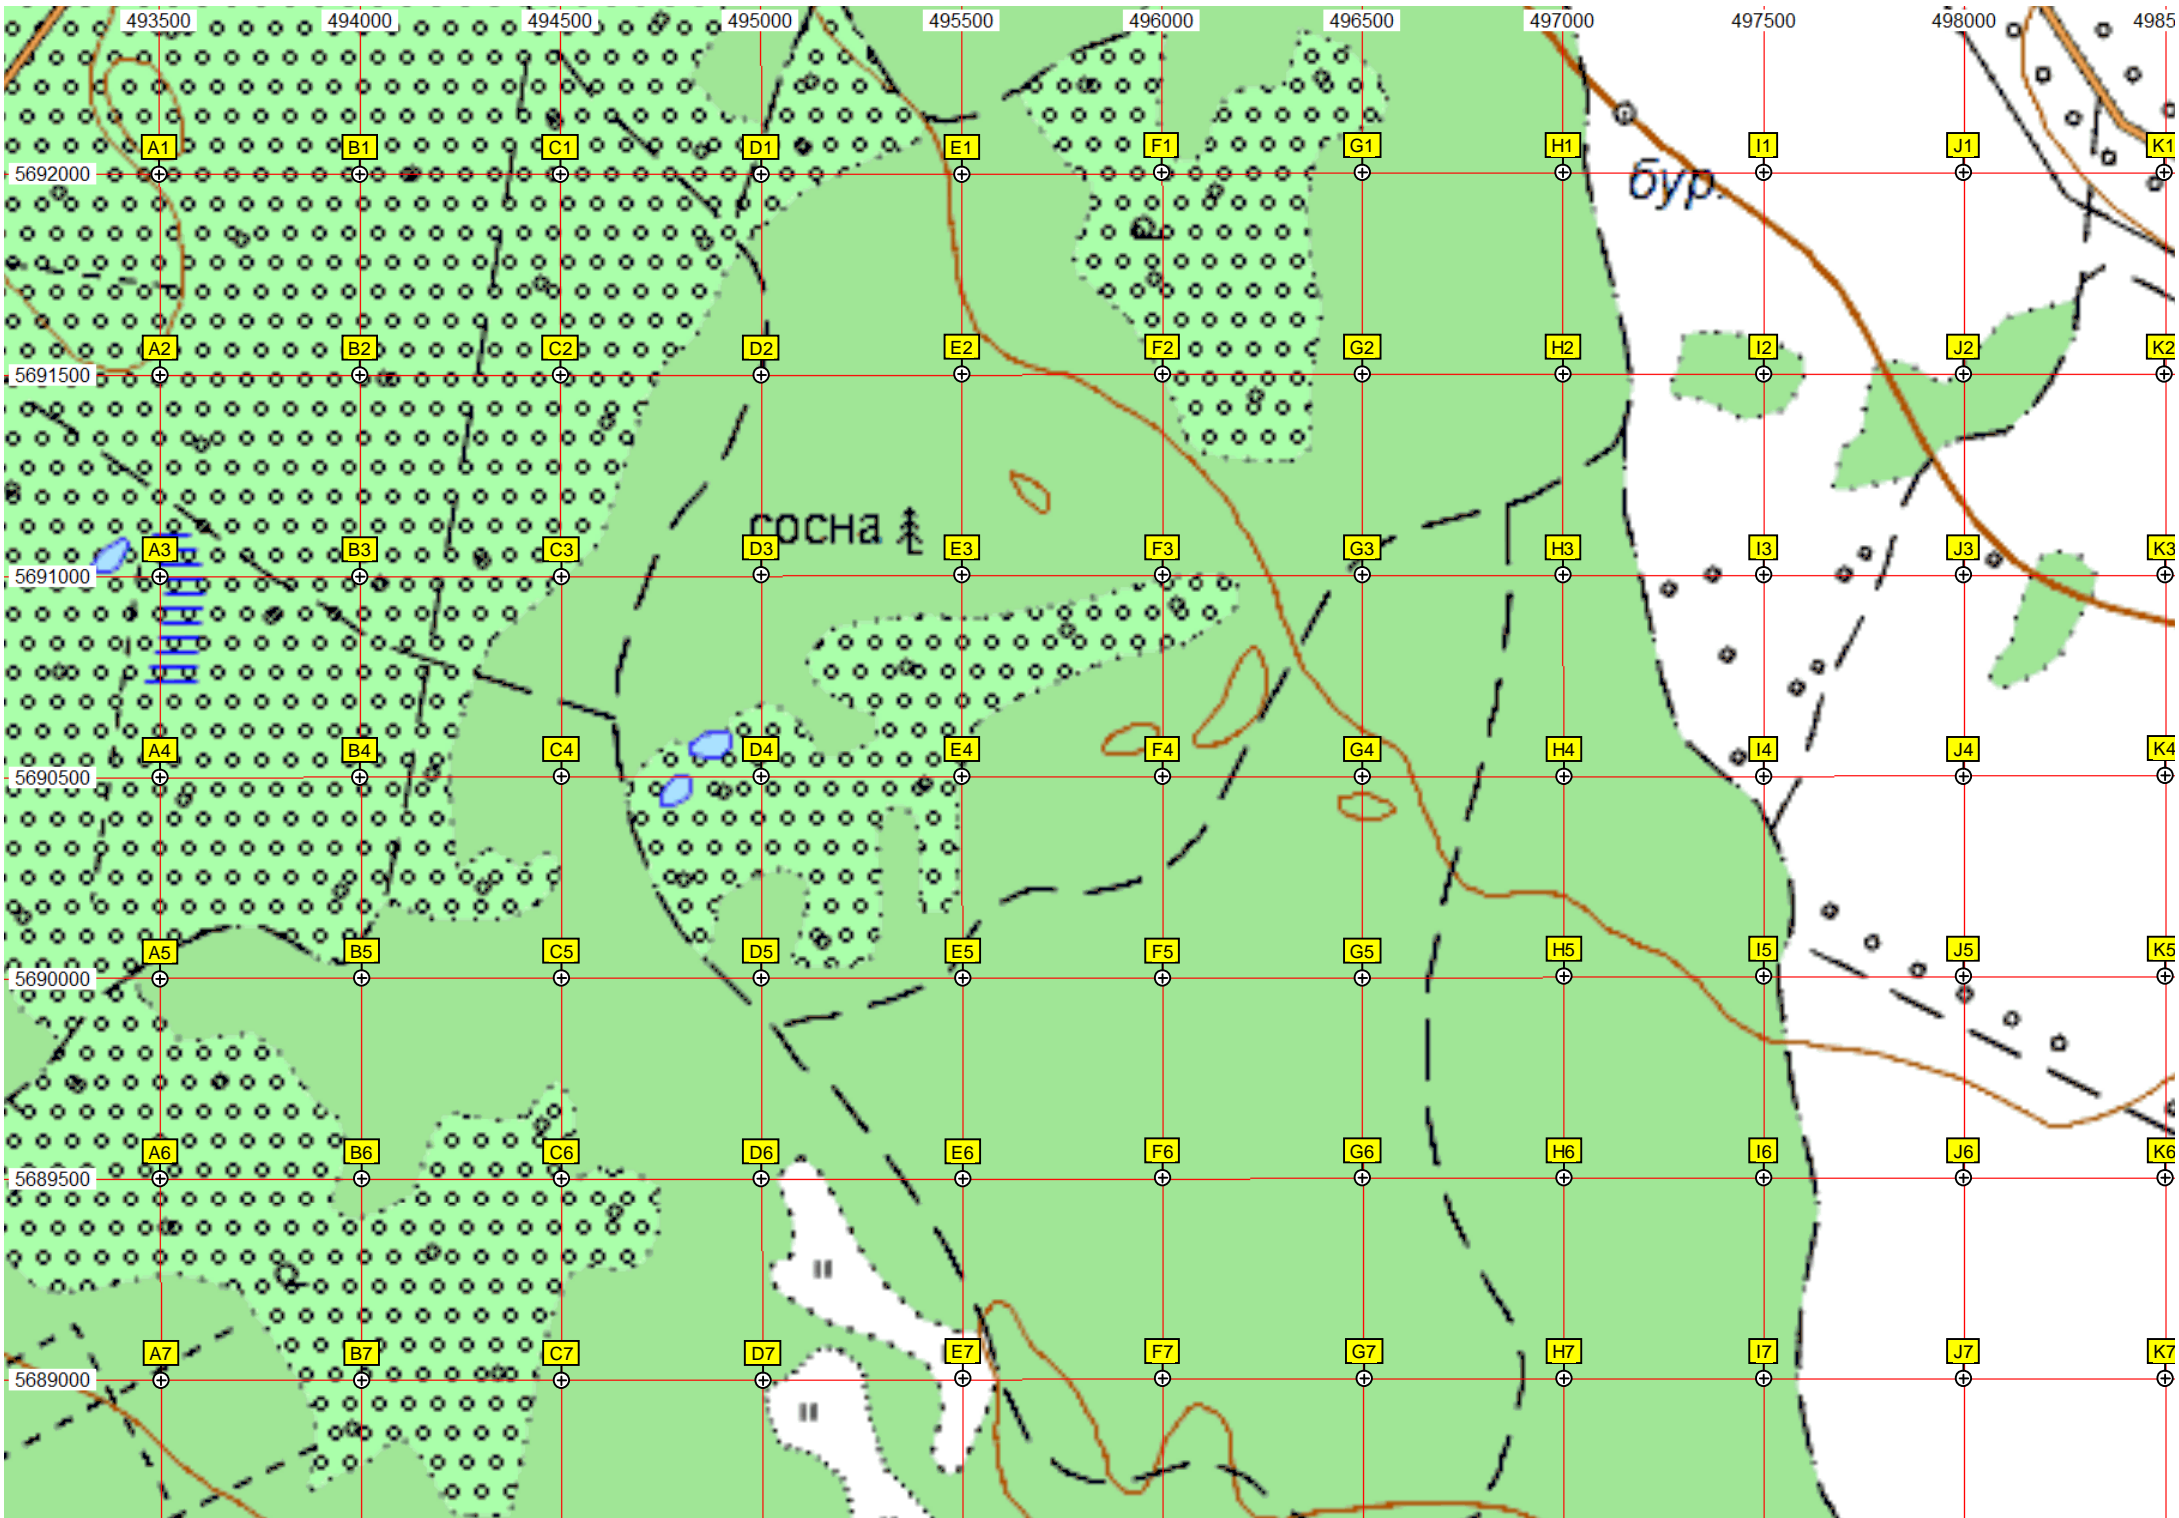 493500 494000 494500 495000 495500 496000 496500 497000 497500 498000 4985
A1 B1 C1 D1 E1 F1 G1 H1 I1 J1 K1
5692000
бур.
A2 B2 C2 D2 E2 F2 G2 H2 I2 J2 K2
5691500
сосна
A3 B3 C3 D3 E3 F3 G3 H3 I3 J3 K3
5691000
A4 B4 C4 D4 E4 F4 G4 H4 I4 J4 K4
5690500
A5 B5 C5 D5 E5 F5 G5 H5 I5 J5 K5
5690000
A6 B6 C6 D6 E6 F6 G6 H6 I6 J6 K6
5689500
A7 B7 C7 D7 E7 F7 G7 H7 I7 J7 K7
5689000